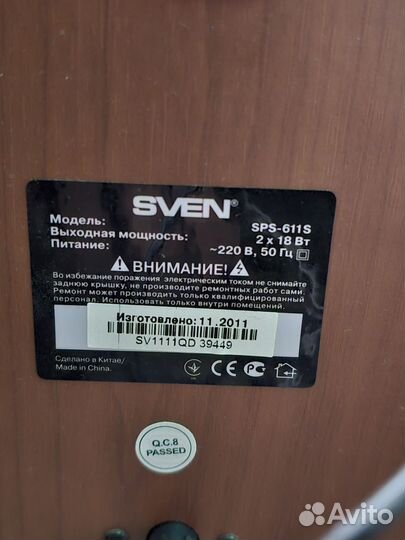 SVEN®
Модель: SPS-611S
Выходная мощность: 2 x 18 Вт
Питание: ~220 В, 50 Гц
ВНИМАНИЕ!
Во избежание поражения электрическим током не снимайте
заднюю крышку, не производите ремонтных работ сами.
Ремонт может производить только квалифицированный
персонал. Использовать только внутри помещений.
Изготовлено: 11.2011
SV1111QD 39449
Сделано в Китае/
Made in China.
CE PC
Q.C.8
PASSED
Avito